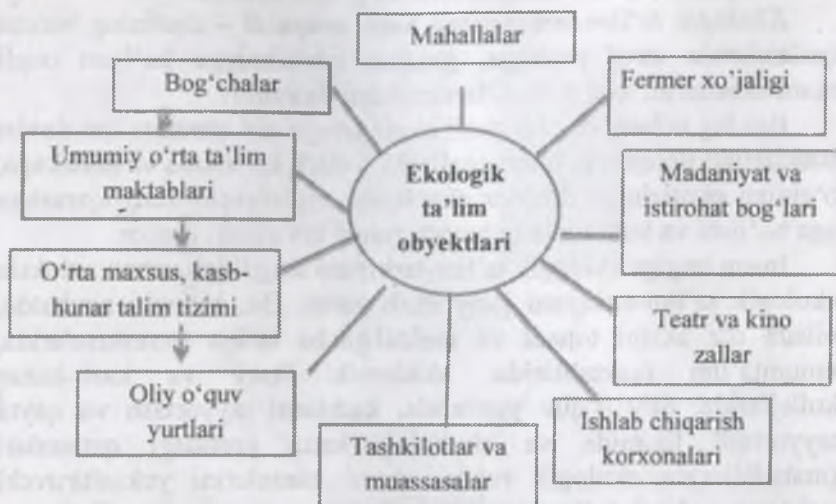 Mahallalar
Bog‘chalar
Fermer xo’jaligi
Umumiy o‘rta ta’lim
maktablari
Ekologik
ta’lim
obyektlari
Madaniyat va
istirohat bog‘lari
O‘rta maxsus, kasb-
hunar talim tizimi
Teatr va kino
zallar
Oliy o‘quv
yurtlari
Tashkilotlar va
muassasalar
Ishlab chiqarish
korxonalari